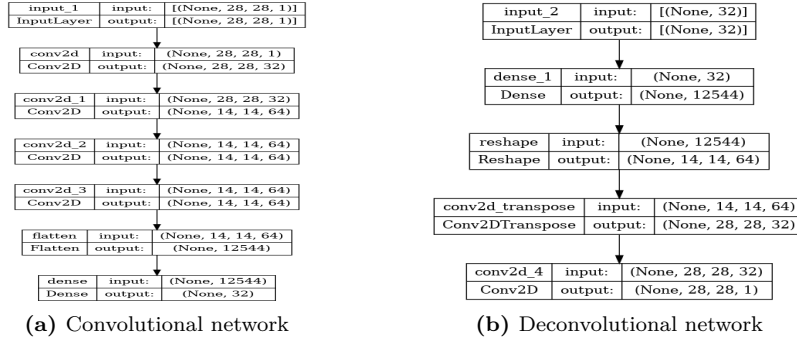 input_1 input: [(None, 28, 28, 1)]
InputLayer output: [(None, 28, 28, 1)]
conv2d input: (None, 28, 28, 1)
Conv2D output: (None, 28, 28, 32)
conv2d_1 input: (None, 28, 28, 32)
Conv2D output: (None, 14, 14, 64)
conv2d_2 input: (None, 14, 14, 64)
Conv2D output: (None, 14, 14, 64)
conv2d_3 input: (None, 14, 14, 64)
Conv2D output: (None, 14, 14, 64)
flatten input: (None, 14, 14, 64)
Flatten output: (None, 12544)
dense input: (None, 12544)
Dense output: (None, 32)
(a) Convolutional network
input_2 input: [(None, 32)]
InputLayer output: [(None, 32)]
dense_1 input: (None, 32)
Dense output: (None, 12544)
reshape input: (None, 12544)
Reshape output: (None, 14, 14, 64)
conv2d_transpose input: (None, 14, 14, 64)
Conv2DTranspose output: (None, 28, 28, 32)
conv2d_4 input: (None, 28, 28, 32)
Conv2D output: (None, 28, 28, 1)
(b) Deconvolutional network